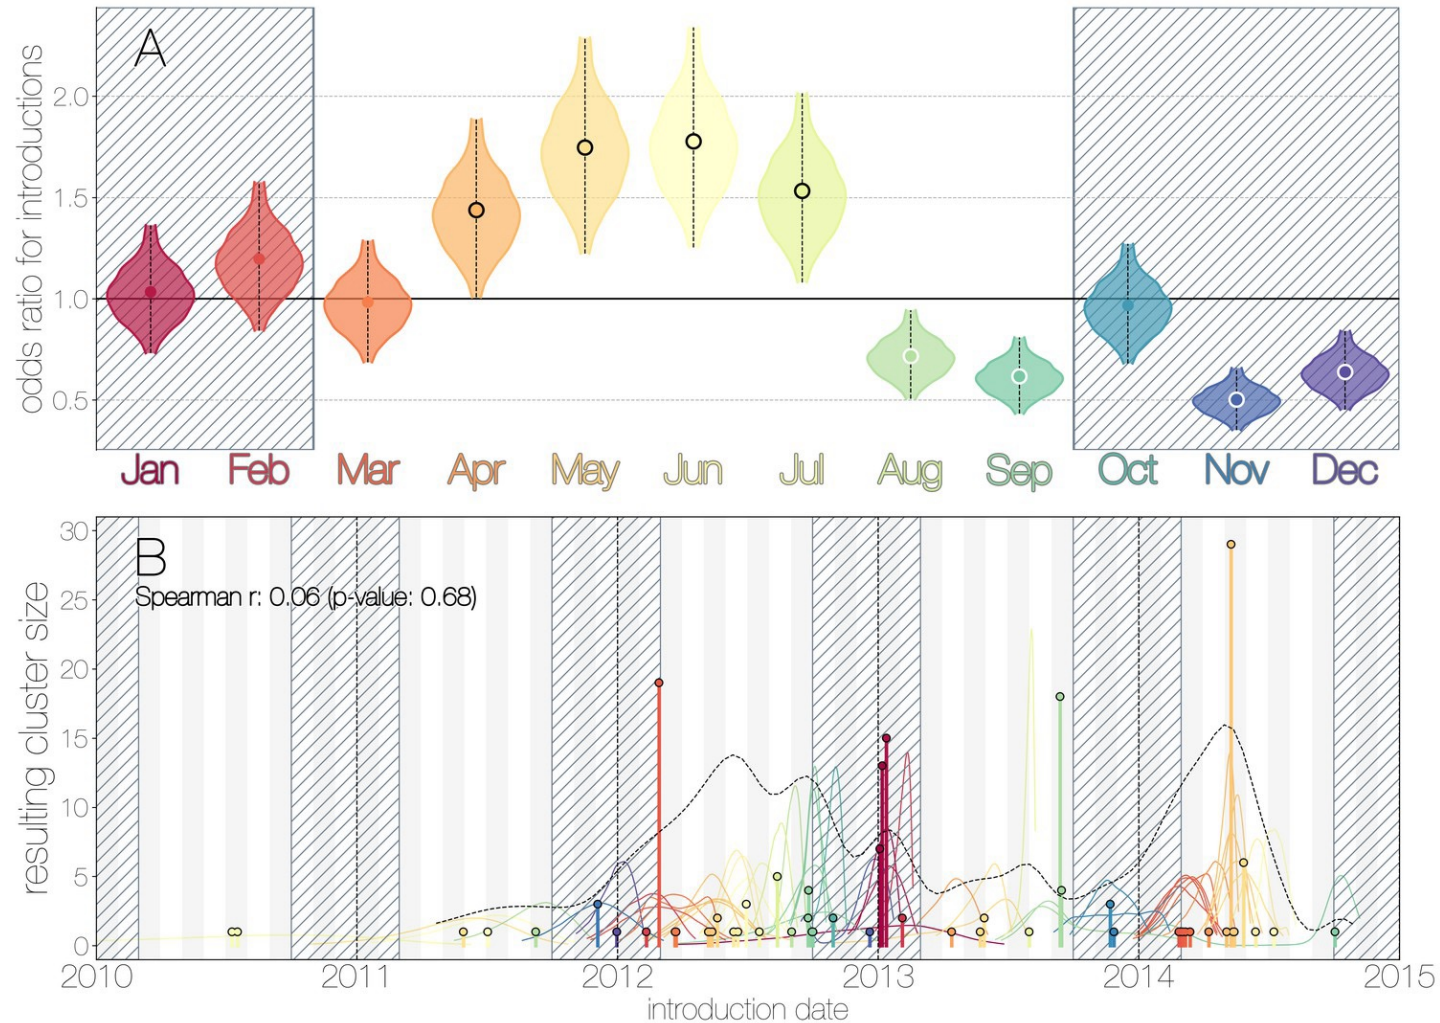 A
odds ratio for introductions
2.0
1.5
1.0
0.5
Jan Feb Mar Apr May Jun Jul Aug Sep Oct Nov Dec
B
Spearman r: 0.06 (p-value: 0.68)
resulting cluster size
30
25
20
15
10
5
0
2010 2011 2012 2013 2014 2015
introduction date